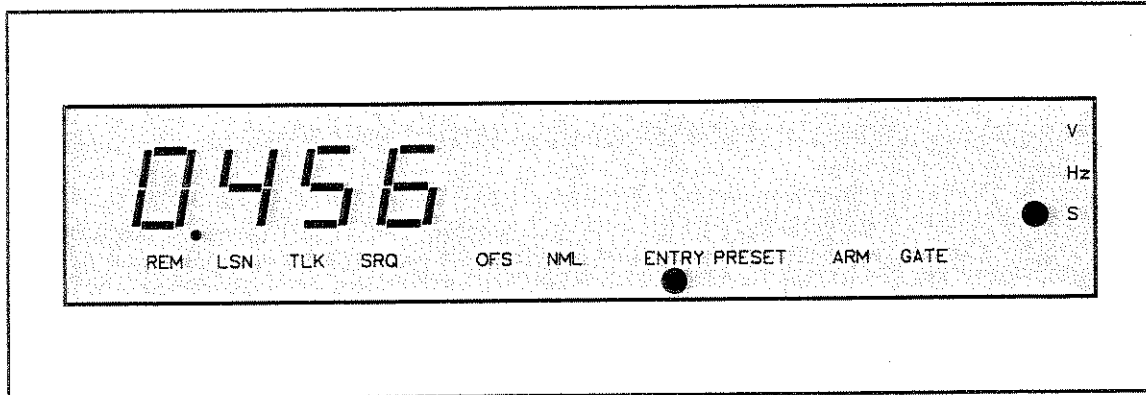 V
Hz
0.456
S
REM LSN TLK SRQ OFS NML ENTRY PRESET ARM GATE